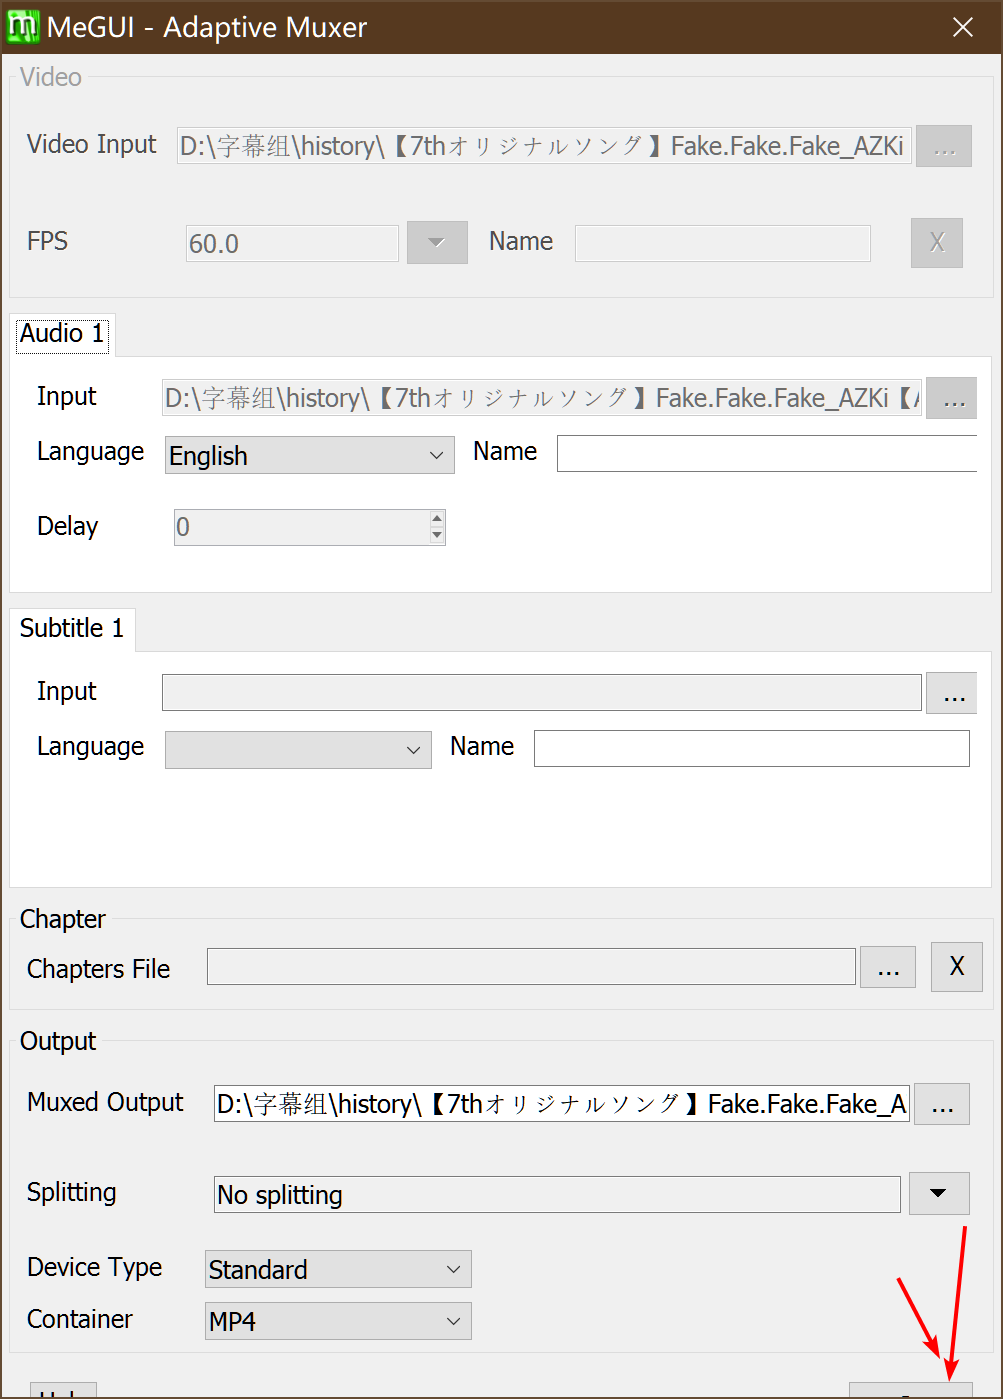 MeGUI - Adaptive Muxer
Video
Video Input D:\字幕组\history\【7thオリジナルソング】Fake.Fake.Fake_AZKi ...
FPS 60.0 Name X
Audio 1
Input D:\字幕组\history\【7thオリジナルソング】Fake.Fake.Fake_AZKi【 ...
Language English Name
Delay 0
Subtitle 1
Input ...
Language Name
Chapter
Chapters File ... X
Output
Muxed Output D:\字幕组\history\【7thオリジナルソング】Fake.Fake.Fake_A ...
Splitting No splitting
Device Type Standard
Container MP4